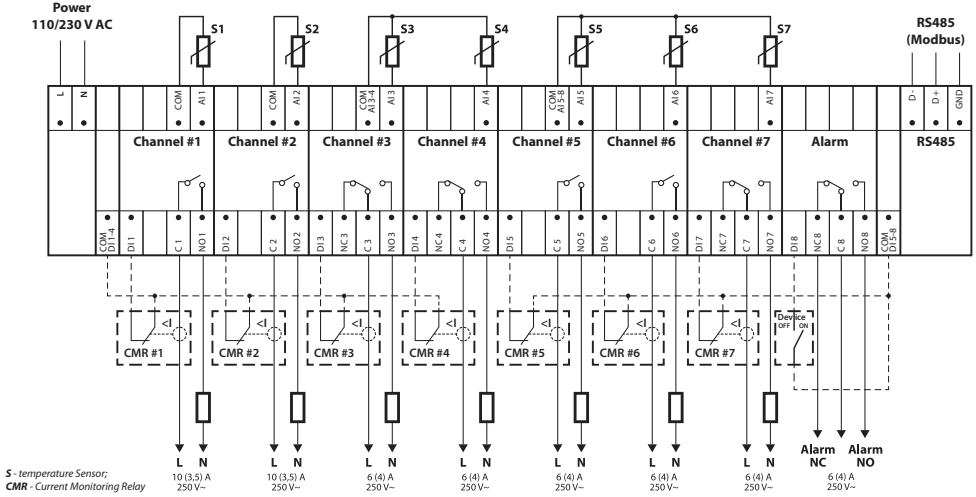 Power
110/230 V AC
S1 S2 S3 S4 S5 S6 S7
RS485
(Modbus)
L N COM AI1 COM AI2 COM AI3-4 AI3 AI4 COM AI5-8 AI5 AI6 AI7 D- D+ GND
Channel #1 Channel #2 Channel #3 Channel #4 Channel #5 Channel #6 Channel #7 Alarm RS485
COM DI1-4 DI1 C1 NO1 DI2 C2 NO2 DI3 NC3 C3 NO3 DI4 NC4 C4 NO4 DI5 C5 NO5 DI6 C6 NO6 DI7 NC7 C7 NO7 DI8 NC8 C8 NO8 COM DI5-8
<I <I <I <I <I <I <I
Device
OFF ON
CMR #1 CMR #2 CMR #3 CMR #4 CMR #5 CMR #6 CMR #7
L N L N L N L N L N L N L N
Alarm NC
Alarm NO
10 (3,5) A 10 (3,5) A 6 (4) A 6 (4) A 6 (4) A 6 (4) A 6 (4) A 6 (4) A
250 V~ 250 V~ 250 V~ 250 V~ 250 V~ 250 V~ 250 V~ 250 V~
S - temperature Sensor;
CMR - Current Monitoring Relay